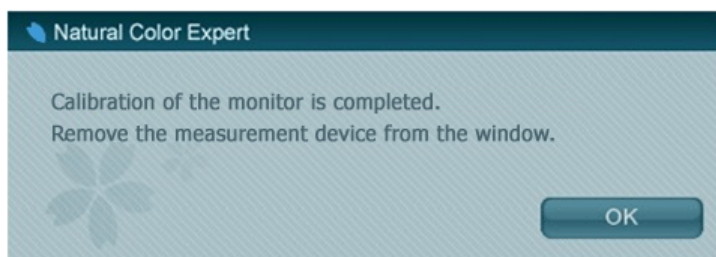 Natural Color Expert
Calibration of the monitor is completed.
Remove the measurement device from the window.
OK